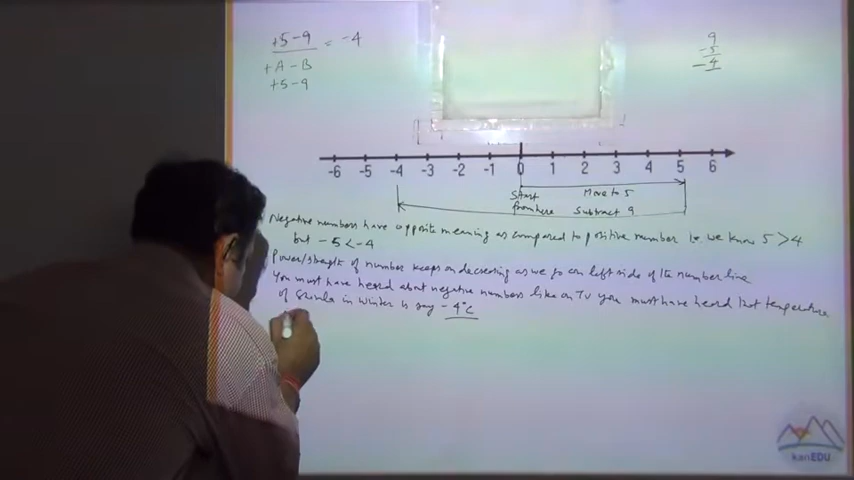 +5-9 = -4
+A-B
+5-9
9
-5
-4
-6 -5 -4 -3 -2 -1 0 1 2 3 4 5 6
Start Move to 5
from here Subtract 9
Negative numbers have opposite meaning as compared to positive number i.e. we know 5 > 4
but -5 < -4
Power/strength of number keeps on decreasing as we go on left side of the number line
You must have heard about negative numbers like on TV you must have heard that temperature
of Shimla in winter is say -4°C
kanEDU